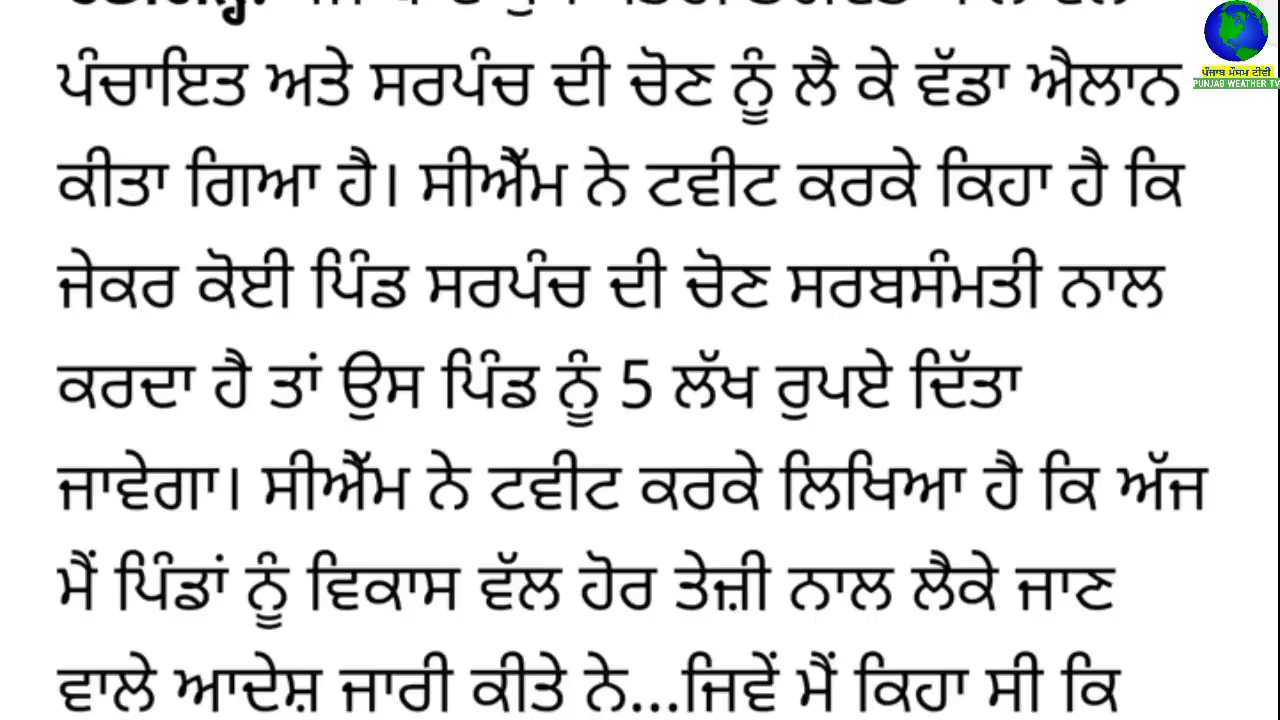 ਪੰਚਾਇਤ ਅਤੇ ਸਰਪੰਚ ਦੀ ਚੋਣ ਨੂੰ ਲੈ ਕੇ ਵੱਡਾ ਐਲਾਨ
ਕੀਤਾ ਗਿਆ ਹੈ। ਸੀਐੱਮ ਨੇ ਟਵੀਟ ਕਰਕੇ ਕਿਹਾ ਹੈ ਕਿ
ਜੇਕਰ ਕੋਈ ਪਿੰਡ ਸਰਪੰਚ ਦੀ ਚੋਣ ਸਰਬਸੰਮਤੀ ਨਾਲ
ਕਰਦਾ ਹੈ ਤਾਂ ਉਸ ਪਿੰਡ ਨੂੰ 5 ਲੱਖ ਰੁਪਏ ਦਿੱਤਾ
ਜਾਵੇਗਾ। ਸੀਐੱਮ ਨੇ ਟਵੀਟ ਕਰਕੇ ਲਿਖਿਆ ਹੈ ਕਿ ਅੱਜ
ਮੈਂ ਪਿੰਡਾਂ ਨੂੰ ਵਿਕਾਸ ਵੱਲ ਹੋਰ ਤੇਜ਼ੀ ਨਾਲ ਲੈਕੇ ਜਾਣ
ਵਾਲੇ ਆਦੇਸ਼ ਜਾਰੀ ਕੀਤੇ ਨੇ...ਜਿਵੇਂ ਮੈਂ ਕਿਹਾ ਸੀ ਕਿ
ਪੰਜਾਬ ਮੌਸਮ ਟੀਵੀ
PUNJAB WEATHER TV